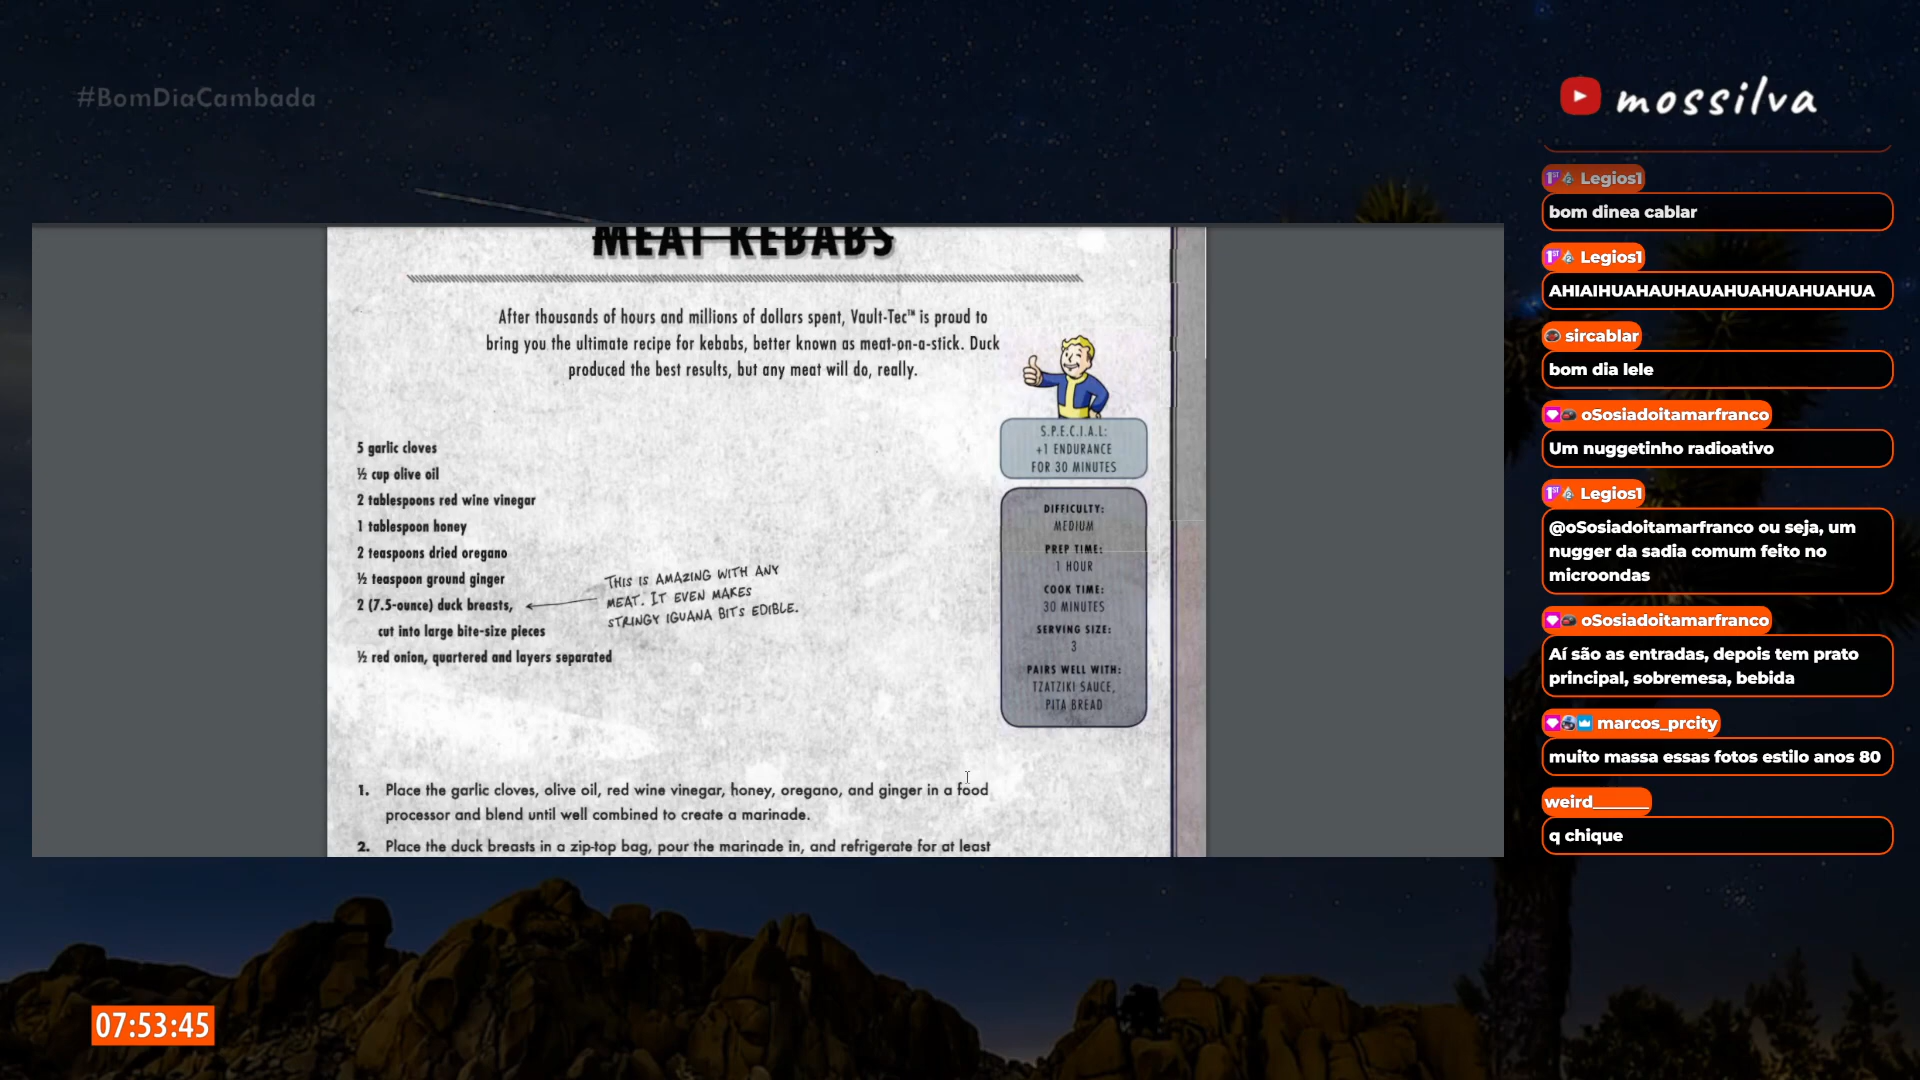 #BomDiaCambada
mossilva
MEAT KEBABS
After thousands of hours and millions of dollars spent, Vault-Tec™ is proud to
bring you the ultimate recipe for kebabs, better known as meat-on-a-stick. Duck
produced the best results, but any meat will do, really.
S.P.E.C.I.A.L:
+1 ENDURANCE
FOR 30 MINUTES
DIFFICULTY:
MEDIUM
PREP TIME:
1 HOUR
COOK TIME:
30 MINUTES
SERVING SIZE:
3
PAIRS WELL WITH:
TZATZIKI SAUCE,
PITA BREAD
5 garlic cloves
½ cup olive oil
2 tablespoons red wine vinegar
1 tablespoon honey
2 teaspoons dried oregano
½ teaspoon ground ginger
2 (7.5-ounce) duck breasts,
cut into large bite-size pieces
½ red onion, quartered and layers separated
THIS IS AMAZING WITH ANY
MEAT. IT EVEN MAKES
STRINGY IGUANA BITS EDIBLE.
1. Place the garlic cloves, olive oil, red wine vinegar, honey, oregano, and ginger in a food
processor and blend until well combined to create a marinade.
2. Place the duck breasts in a zip-top bag, pour the marinade in, and refrigerate for at least
Legios1
bom dinea cablar
Legios1
AHIAIHUAHAUHAUAHUAHUAHUAHUA
sircablar
bom dia lele
oSosiadoitamarfranco
Um nuggetinho radioativo
Legios1
@oSosiadoitamarfranco ou seja, um
nugger da sadia comum feito no
microondas
oSosiadoitamarfranco
Aí são as entradas, depois tem prato
principal, sobremesa, bebida
marcos_prcity
muito massa essas fotos estilo anos 80
weird______
q chique
07:53:45